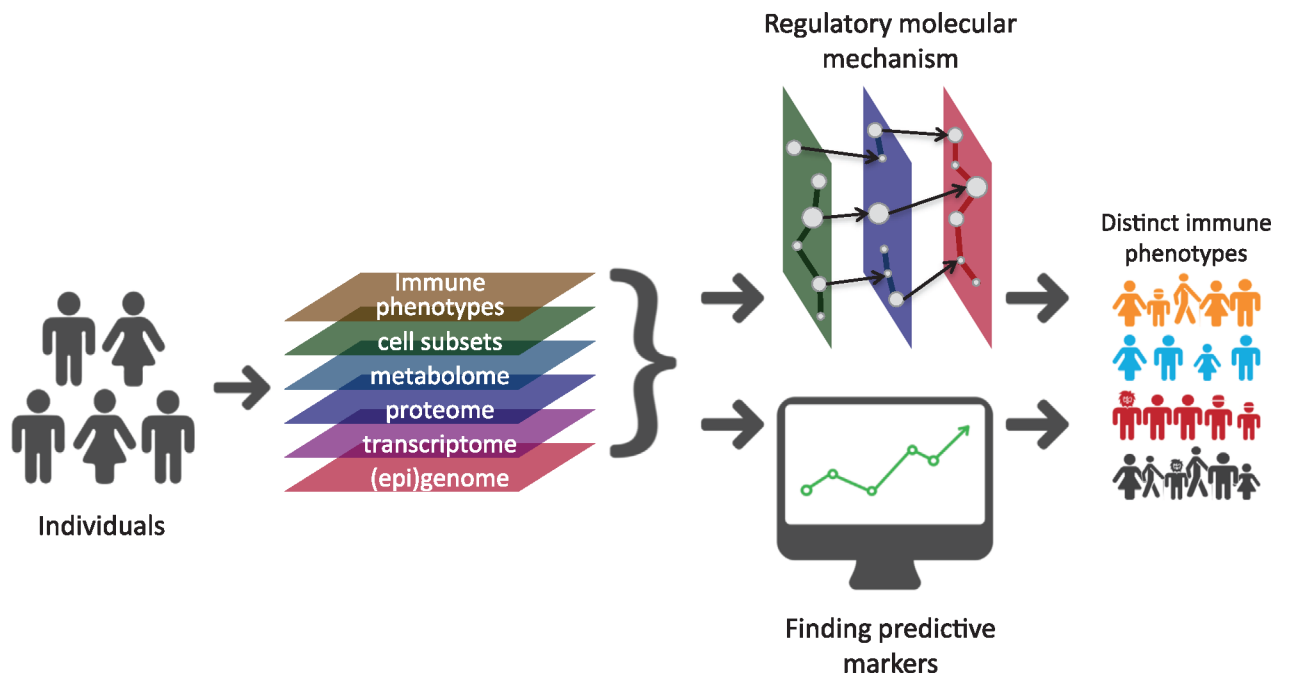 Regulatory molecular
mechanism
Distinct immune
phenotypes
Immune
phenotypes
cell subsets
metabolome
proteome
transcriptome
(epi)genome
Individuals
Finding predictive
markers